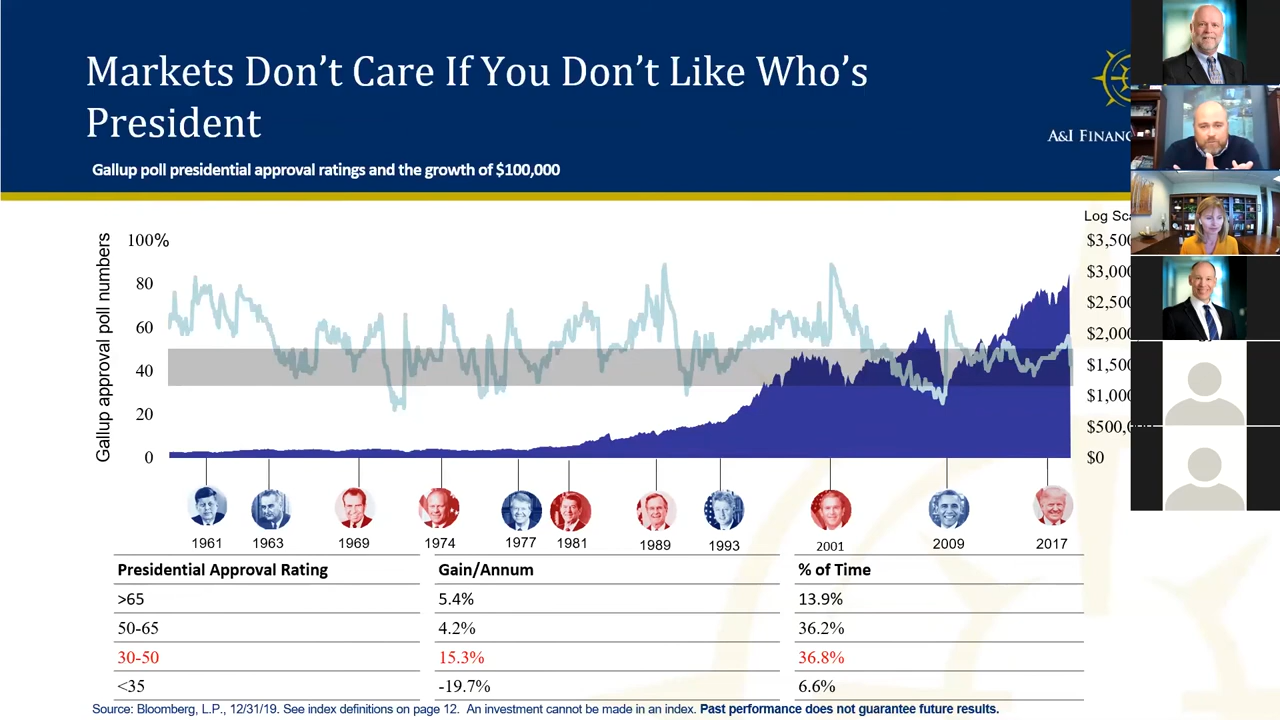 Markets Don't Care If You Don't Like Who's
President
A&I FINANC
Gallup poll presidential approval ratings and the growth of $100,000
Gallup approval poll numbers
Log Sca
100%
80
60
40
20
0
$3,500
$3,000
$2,500
$2,000
$1,500
$1,000
$500,0
$0
1961
1963
1969
1974
1977
1981
1989
1993
2001
2009
2017
Presidential Approval Rating Gain/Annum % of Time
>65 5.4% 13.9%
50-65 4.2% 36.2%
30-50 15.3% 36.8%
<35 -19.7% 6.6%
Source: Bloomberg, L.P., 12/31/19. See index definitions on page 12. An investment cannot be made in an index. Past performance does not guarantee future results.